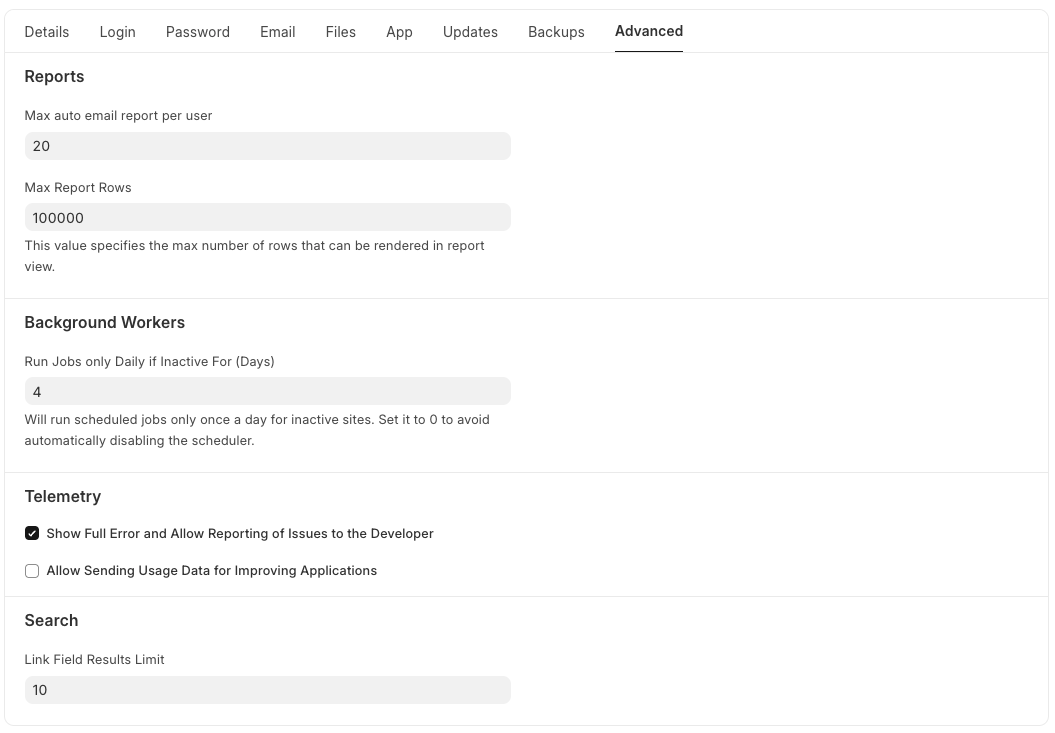 Details Login Password Email Files App Updates Backups Advanced
Reports
Max auto email report per user
20
Max Report Rows
100000
This value specifies the max number of rows that can be rendered in report
view.
Background Workers
Run Jobs only Daily if Inactive For (Days)
4
Will run scheduled jobs only once a day for inactive sites. Set it to 0 to avoid
automatically disabling the scheduler.
Telemetry
Show Full Error and Allow Reporting of Issues to the Developer
Allow Sending Usage Data for Improving Applications
Search
Link Field Results Limit
10